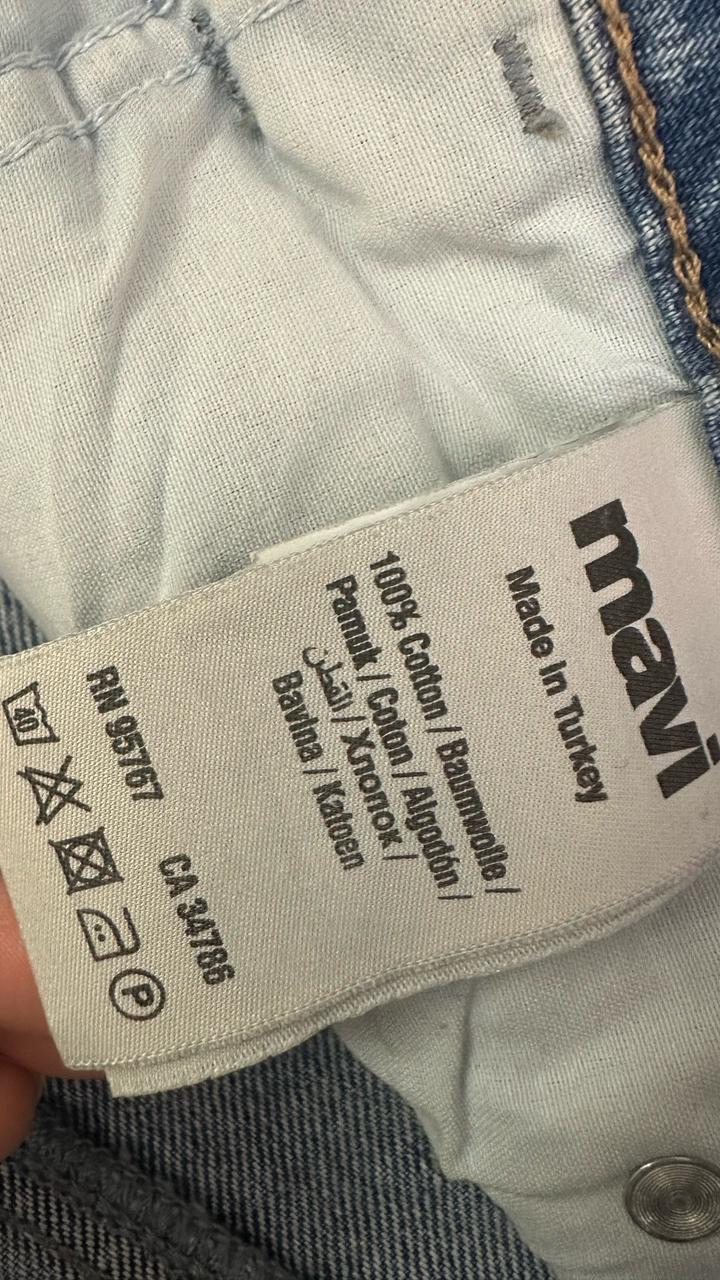 mavi
Made in Turkey
100% Cotton / Baumwolle /
Pamuk / Coton / Algodón /
القطن / Хлопок /
Bavlna / Katoen
RN 95767 CA 34786
40 P